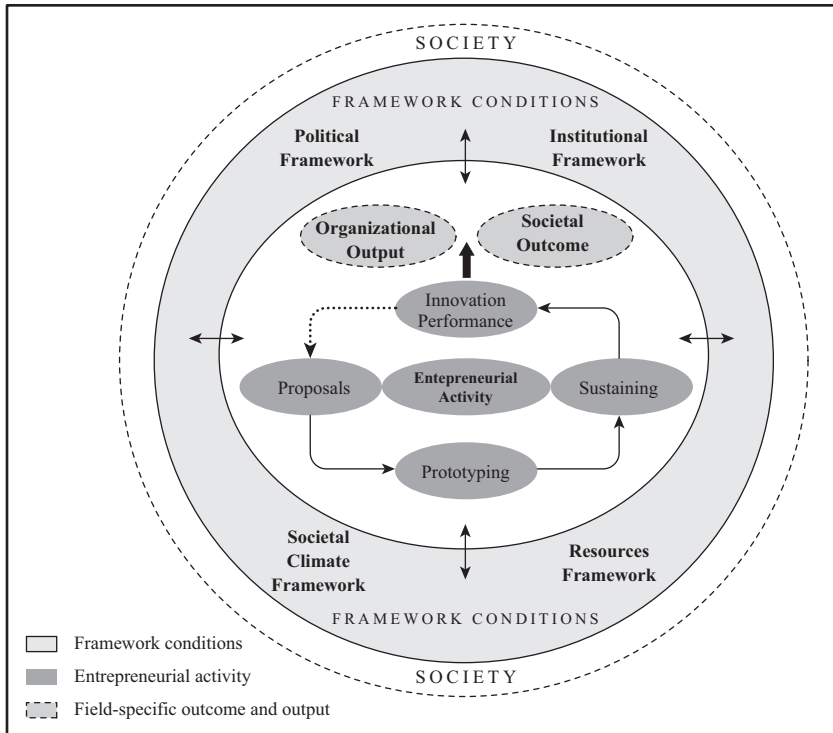 SOCIETY
FRAMEWORK CONDITIONS
Political
Framework
Institutional
Framework
Organizational
Output
Societal
Outcome
Innovation
Performance
Proposals
Entepreneurial
Activity
Sustaining
Prototyping
Societal
Climate
Framework
Resources
Framework
FRAMEWORK CONDITIONS
SOCIETY
Framework conditions
Entrepreneurial activity
Field-specific outcome and output